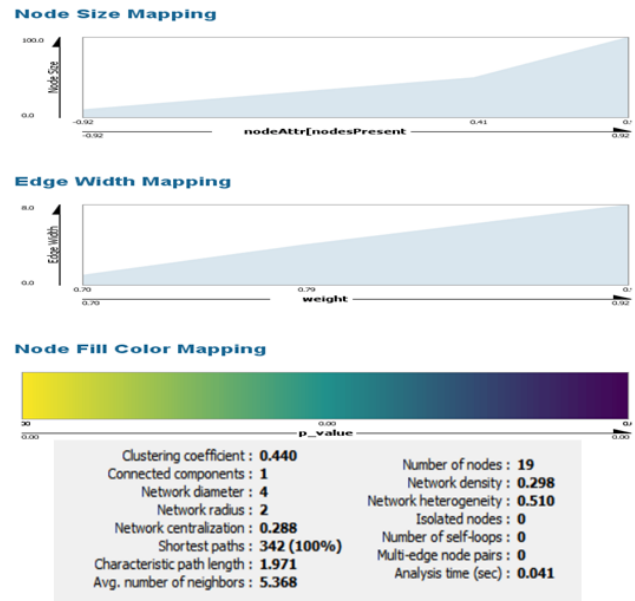 Node Size Mapping
100.0
Node Size
0.0
-0.92
0.41
-0.92
nodeAttr[nodesPresent
0.92
Edge Width Mapping
8.0
Edge Width
0.0
0.70
0.79
0.70
weight
0.92
Node Fill Color Mapping
0.00
0.00
p_value
0.00
Clustering coefficient : 0.440
Connected components : 1
Network diameter : 4
Network radius : 2
Network centralization : 0.288
Shortest paths : 342 (100%)
Characteristic path length : 1.971
Avg. number of neighbors : 5.368
Number of nodes : 19
Network density : 0.298
Network heterogeneity : 0.510
Isolated nodes : 0
Number of self-loops : 0
Multi-edge node pairs : 0
Analysis time (sec) : 0.041